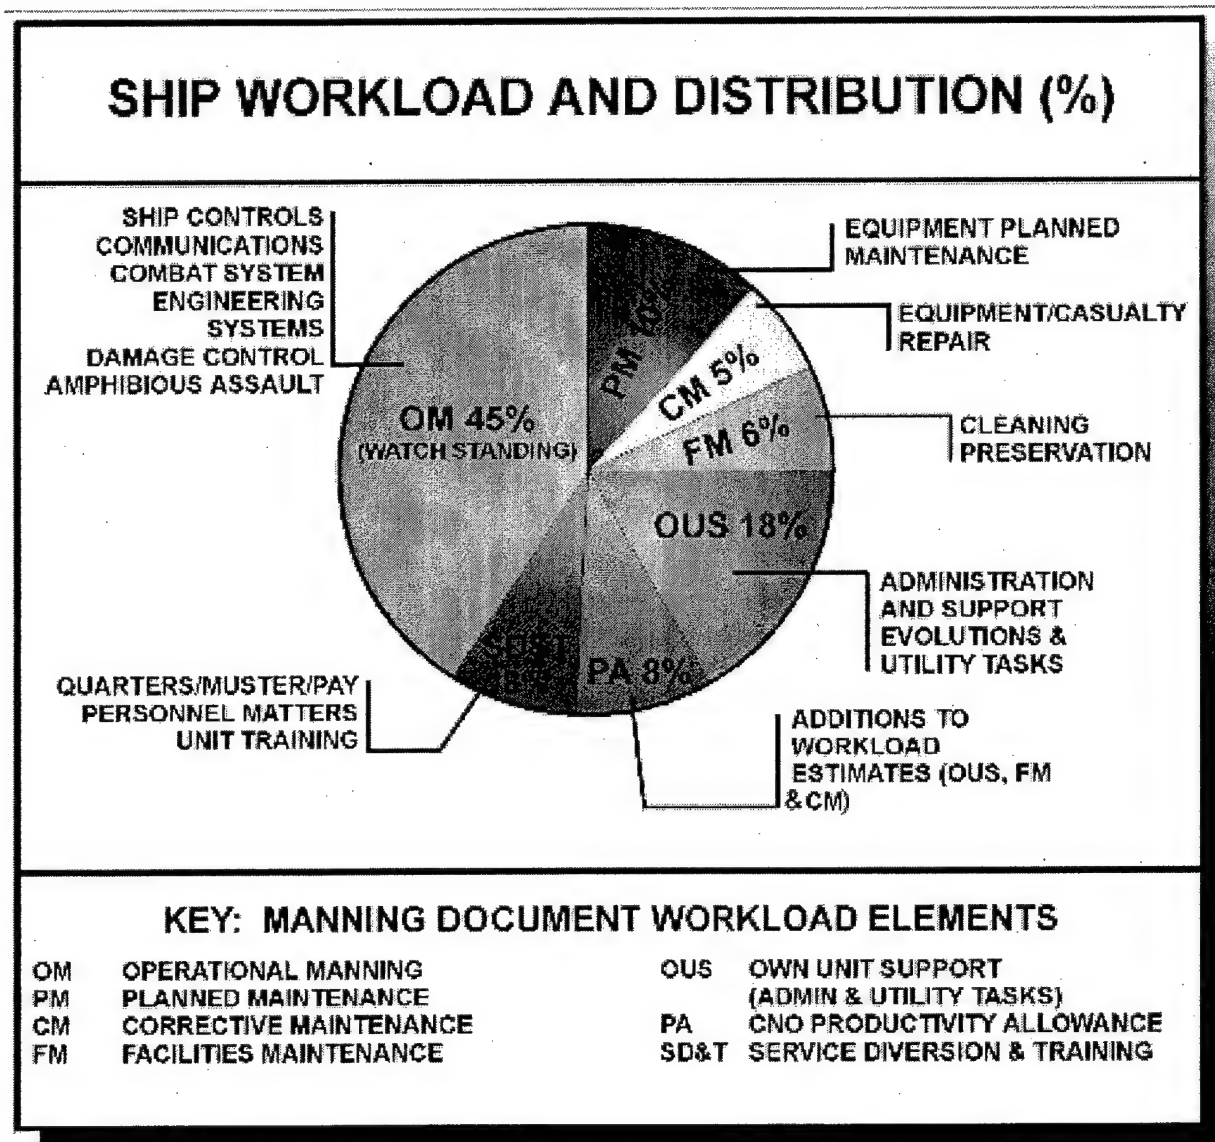 SHIP WORKLOAD AND DISTRIBUTION (%)
SHIP CONTROLS
COMMUNICATIONS
COMBAT SYSTEM
ENGINEERING
SYSTEMS
DAMAGE CONTROL
AMPHIBIOUS ASSAULT
EQUIPMENT PLANNED
MAINTENANCE
EQUIPMENT/CASUALTY
REPAIR
CLEANING
PRESERVATION
ADMINISTRATION
AND SUPPORT
EVOLUTIONS &
UTILITY TASKS
ADDITIONS TO
WORKLOAD
ESTIMATES (OUS, FM
& CM)
QUARTERS/MUSTER/PAY
PERSONNEL MATTERS
UNIT TRAINING
OM 45%
(WATCH STANDING)
PM 10
CM 5%
FM 6%
OUS 18%
PA 8%
SD&T
KEY: MANNING DOCUMENT WORKLOAD ELEMENTS
OM OPERATIONAL MANNING
PM PLANNED MAINTENANCE
CM CORRECTIVE MAINTENANCE
FM FACILITIES MAINTENANCE
OUS OWN UNIT SUPPORT
(ADMIN & UTILITY TASKS)
PA CNO PRODUCTIVITY ALLOWANCE
SD&T SERVICE DIVERSION & TRAINING